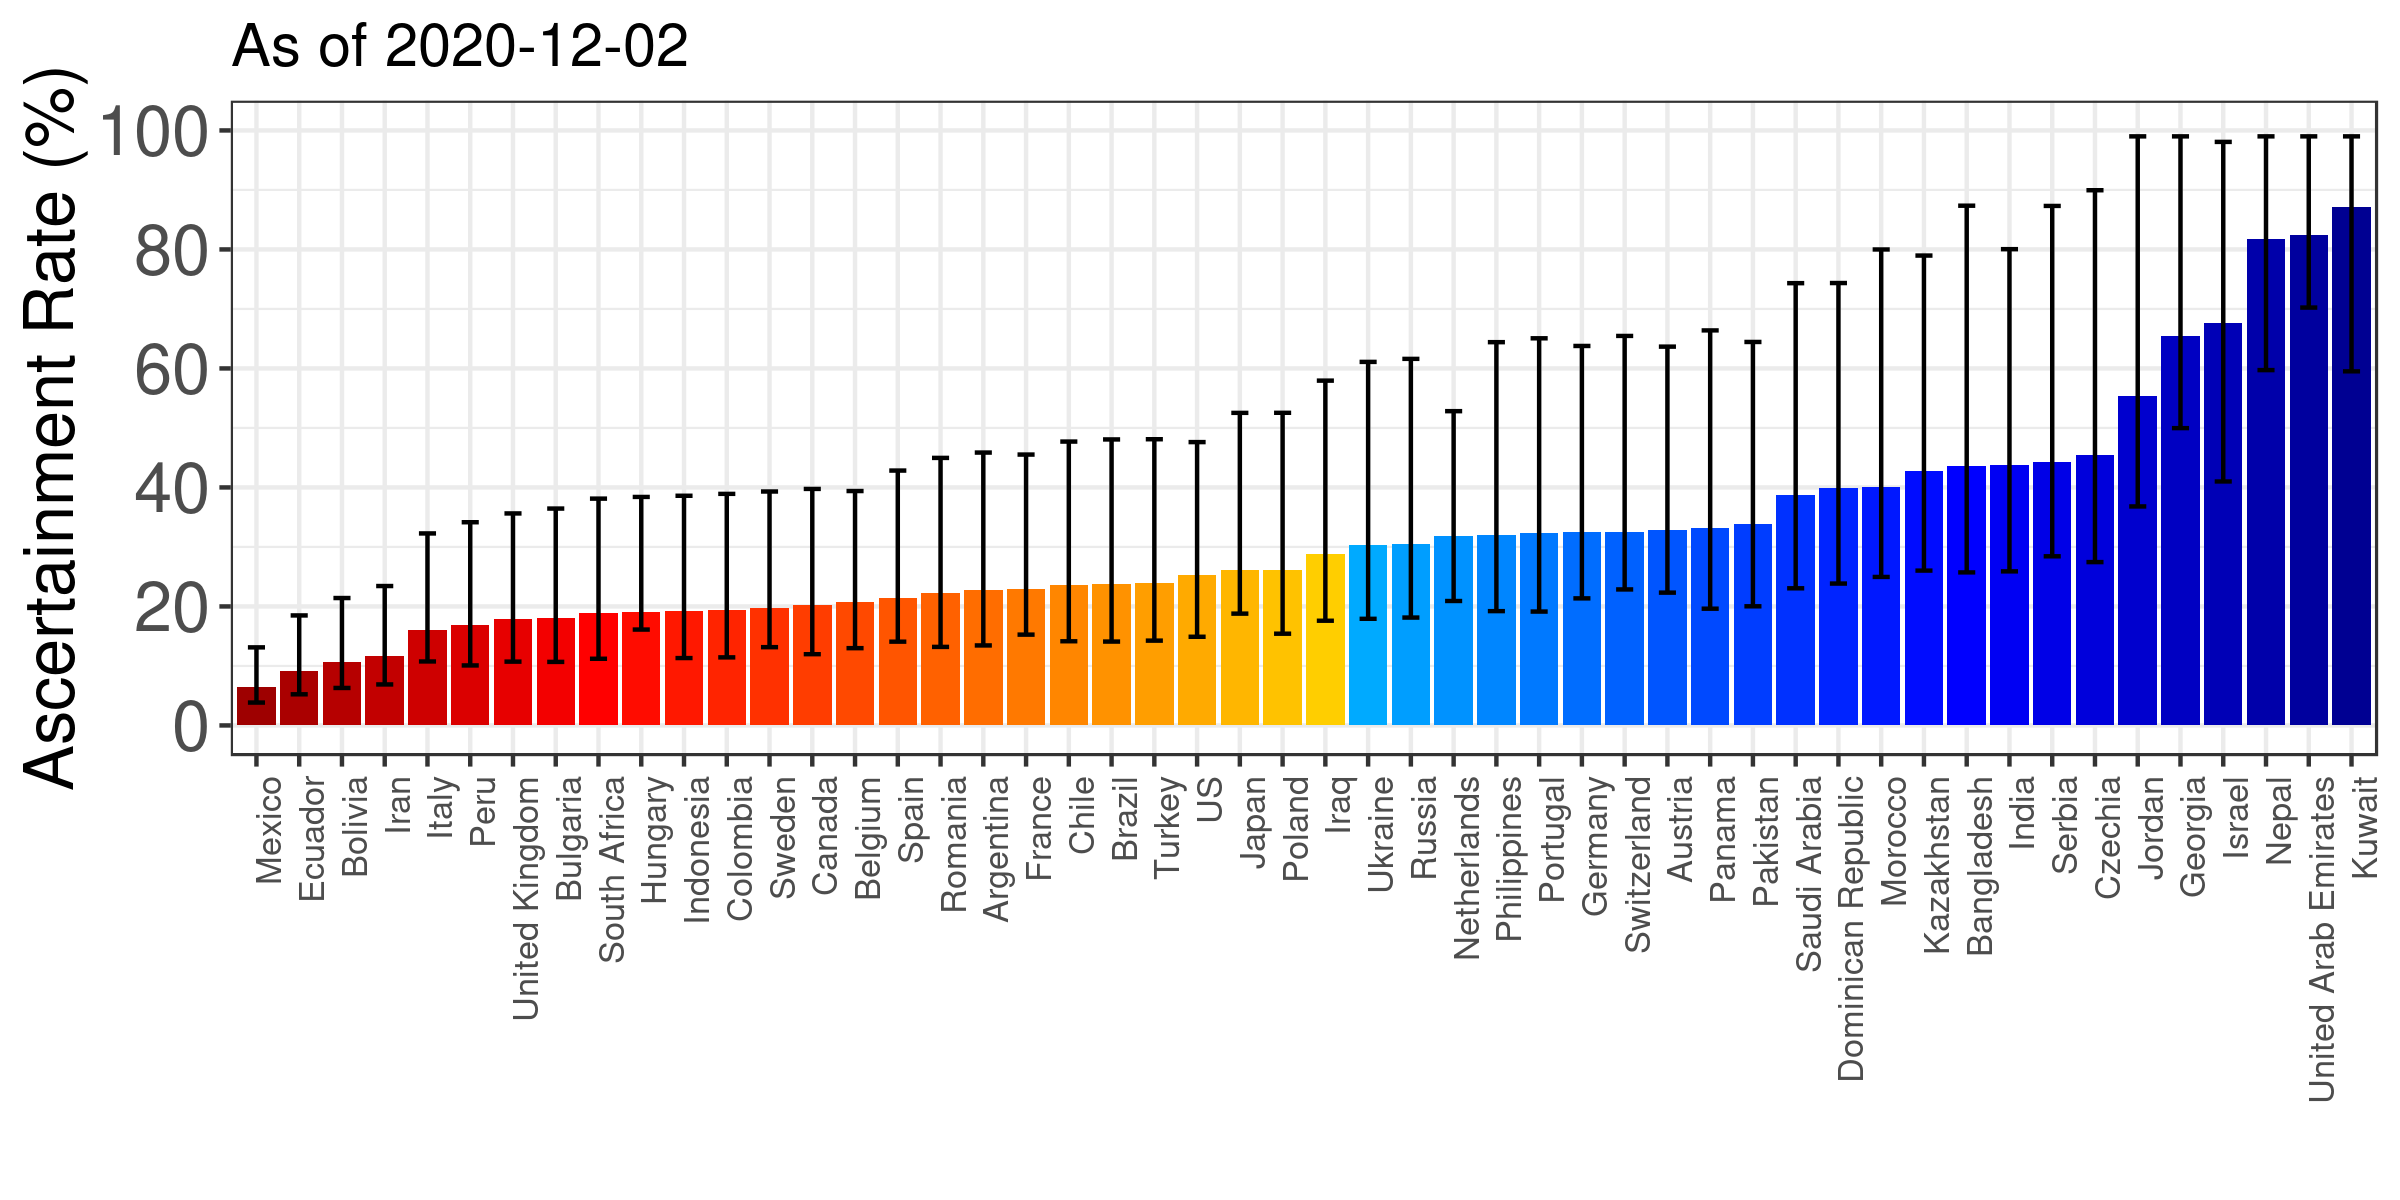 As of 2020-12-02
Ascertainment Rate (%)
100
80
60
40
20
0
Mexico
Ecuador
Bolivia
Iran
Italy
Peru
United Kingdom
Bulgaria
South Africa
Hungary
Indonesia
Colombia
Sweden
Canada
Belgium
Spain
Romania
Argentina
France
Chile
Brazil
Turkey
US
Japan
Poland
Iraq
Ukraine
Russia
Netherlands
Philippines
Portugal
Germany
Switzerland
Austria
Panama
Pakistan
Saudi Arabia
Dominican Republic
Morocco
Kazakhstan
Bangladesh
India
Serbia
Czechia
Jordan
Georgia
Israel
Nepal
United Arab Emirates
Kuwait